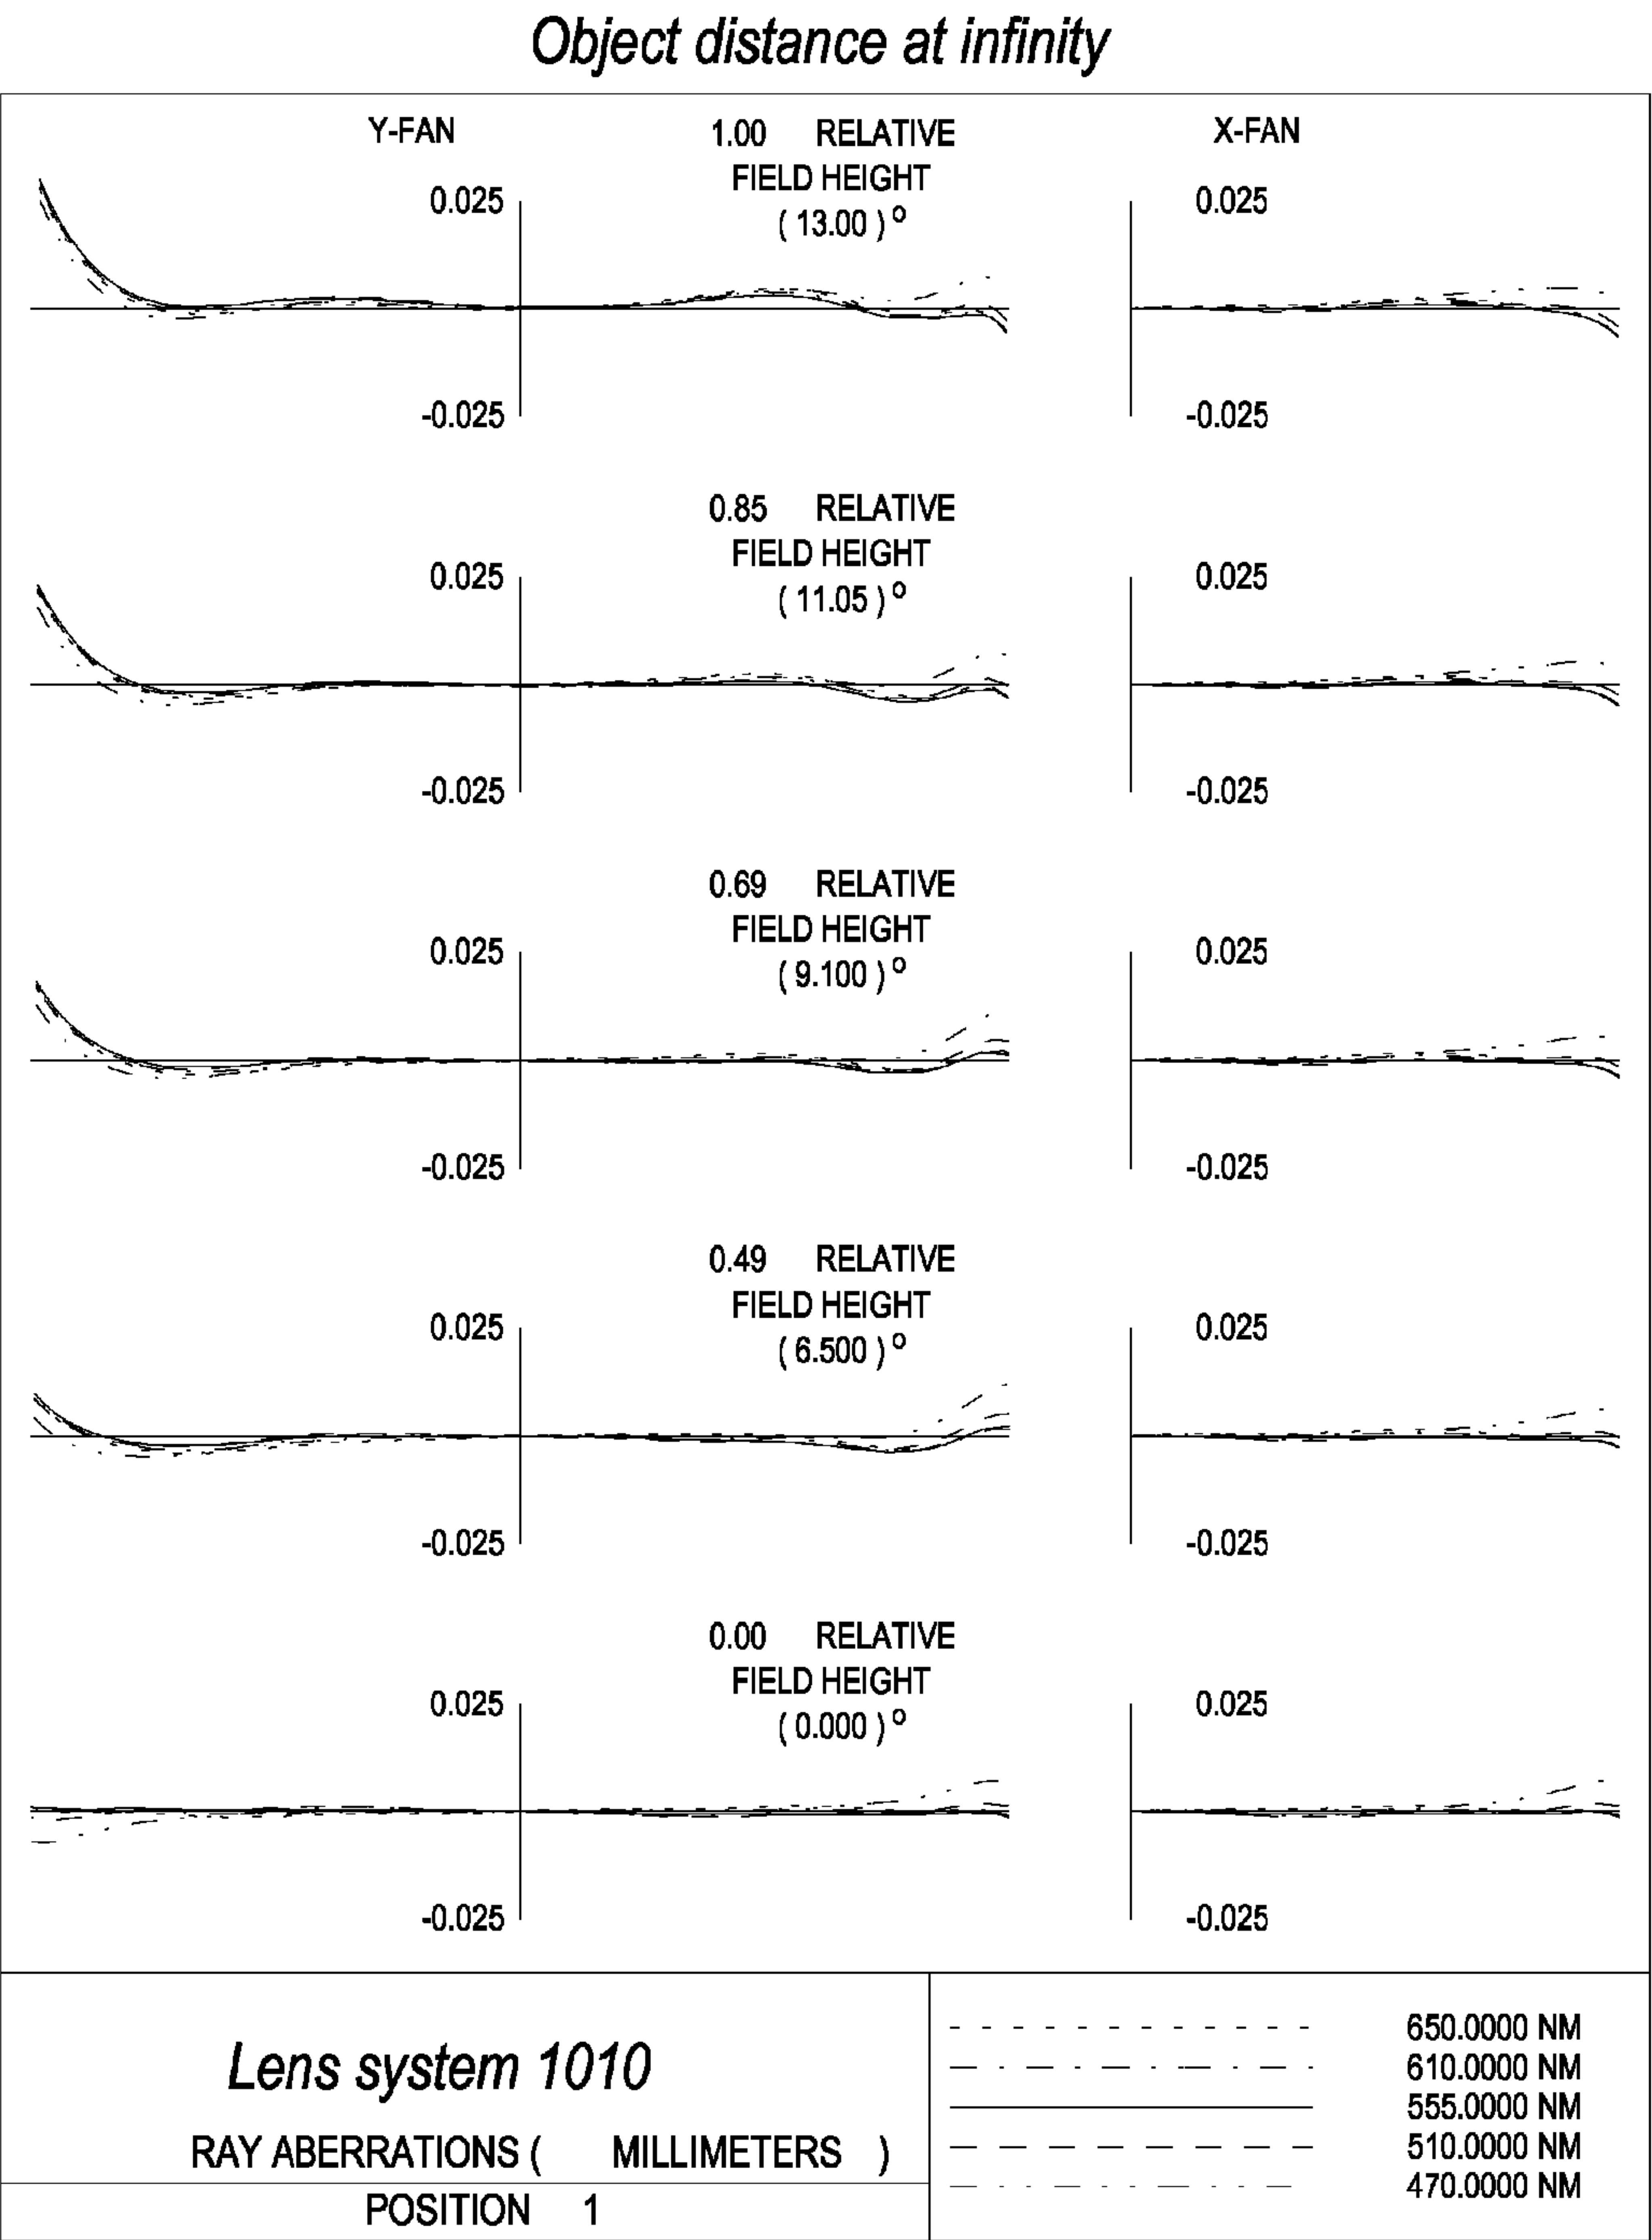 Object distance at infinity
Y-FAN 1.00 RELATIVE X-FAN
FIELD HEIGHT
0.025 ( 13.00 )º 0.025
-0.025 -0.025
0.85 RELATIVE
FIELD HEIGHT
0.025 ( 11.05 )º 0.025
-0.025 -0.025
0.69 RELATIVE
FIELD HEIGHT
0.025 ( 9.100 )º 0.025
-0.025 -0.025
0.49 RELATIVE
FIELD HEIGHT
0.025 ( 6.500 )º 0.025
-0.025 -0.025
0.00 RELATIVE
FIELD HEIGHT
0.025 ( 0.000 )º 0.025
-0.025 -0.025
Lens system 1010
RAY ABERRATIONS ( MILLIMETERS )
POSITION 1
650.0000 NM
610.0000 NM
555.0000 NM
510.0000 NM
470.0000 NM